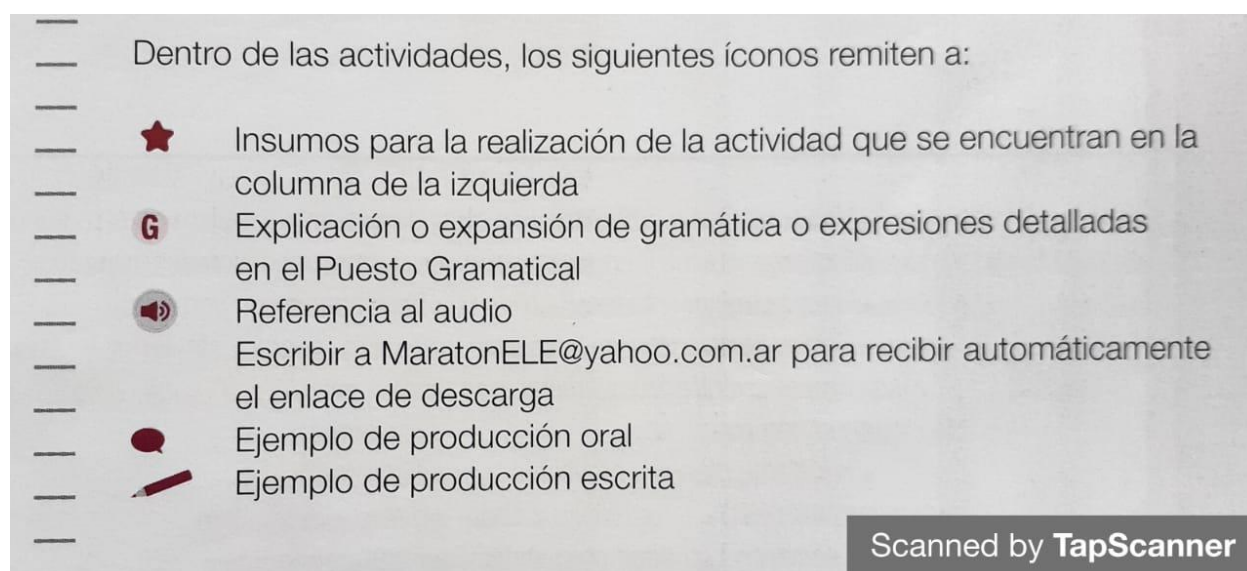 Dentro de las actividades, los siguientes íconos remiten a:
Insumos para la realización de la actividad que se encuentran en la
columna de la izquierda
G Explicación o expansión de gramática o expresiones detalladas
en el Puesto Gramatical
Referencia al audio
Escribir a MaratonELE@yahoo.com.ar para recibir automáticamente
el enlace de descarga
Ejemplo de producción oral
Ejemplo de producción escrita
Scanned by TapScanner